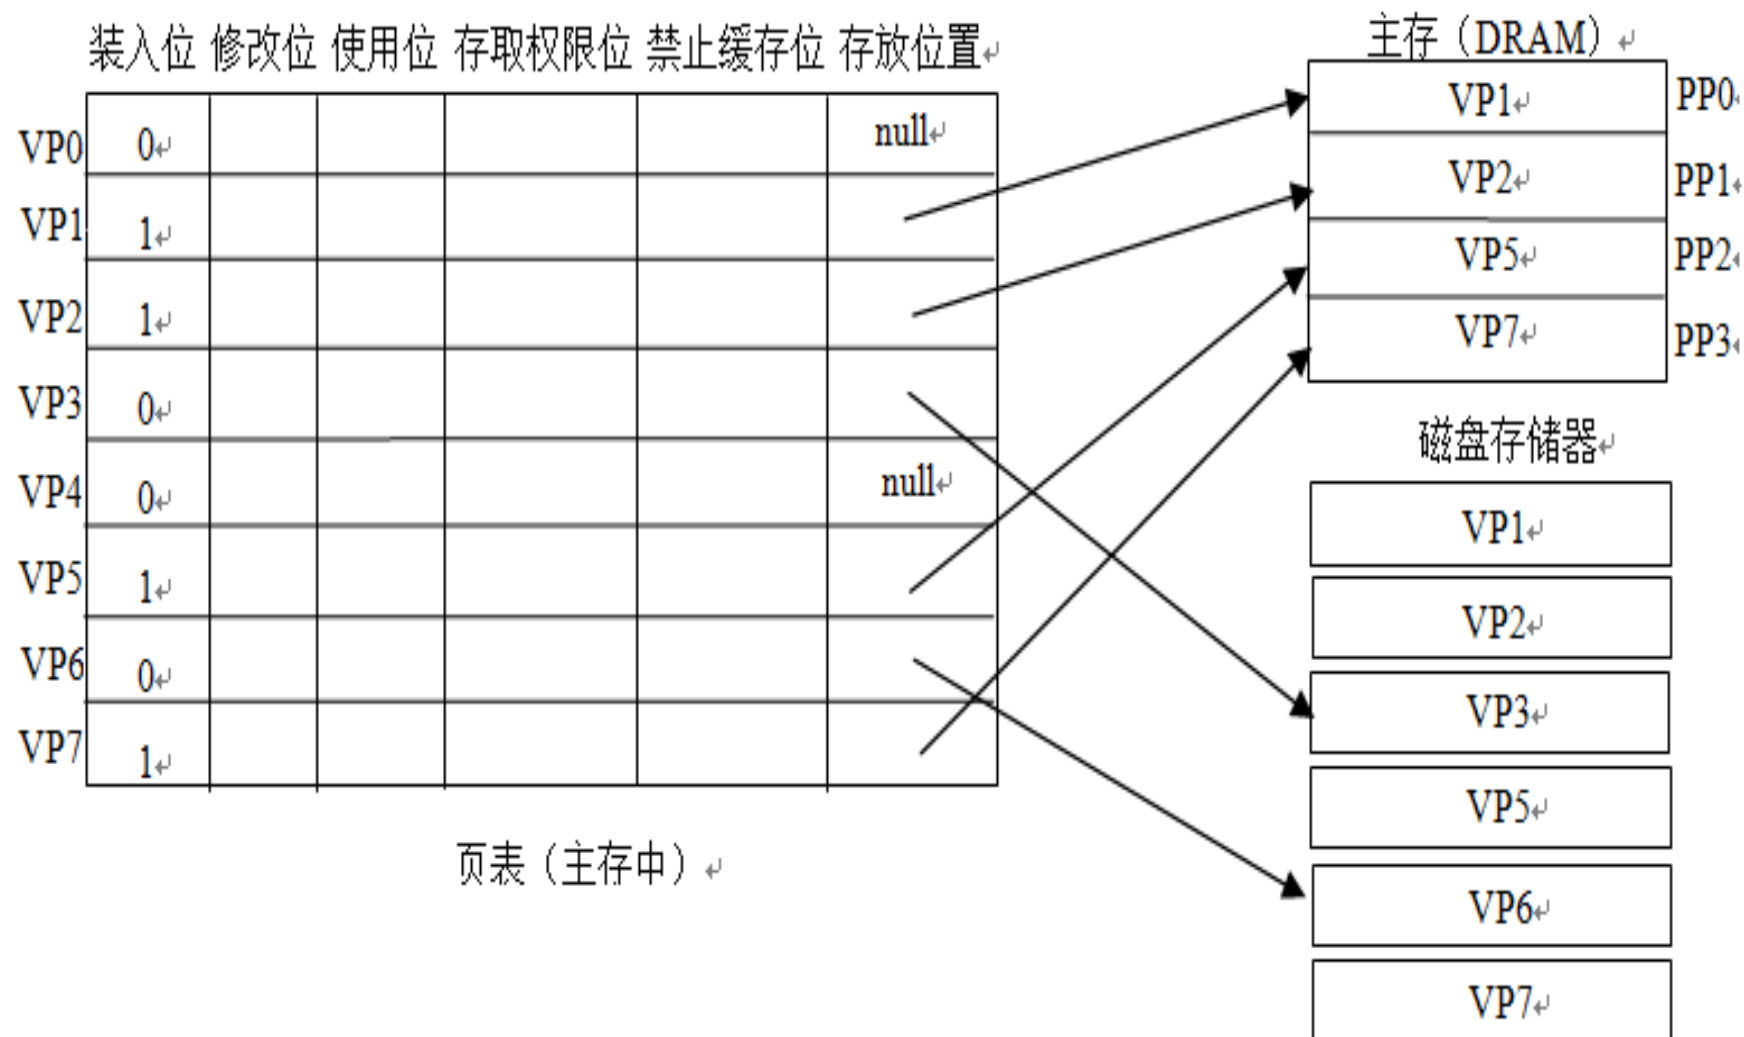 装入位 修改位 使用位 存取权限位 禁止缓存位 存放位置↵
VP0 0↵ null↵
VP1 1↵
VP2 1↵
VP3 0↵
VP4 0↵ null↵
VP5 1↵
VP6 0↵
VP7 1↵
页表（主存中）↵
主存（DRAM）↵
VP1↵ PP0↵
VP2↵ PP1↵
VP5↵ PP2↵
VP7↵ PP3↵
磁盘存储器↵
VP1↵
VP2↵
VP3↵
VP5↵
VP6↵
VP7↵